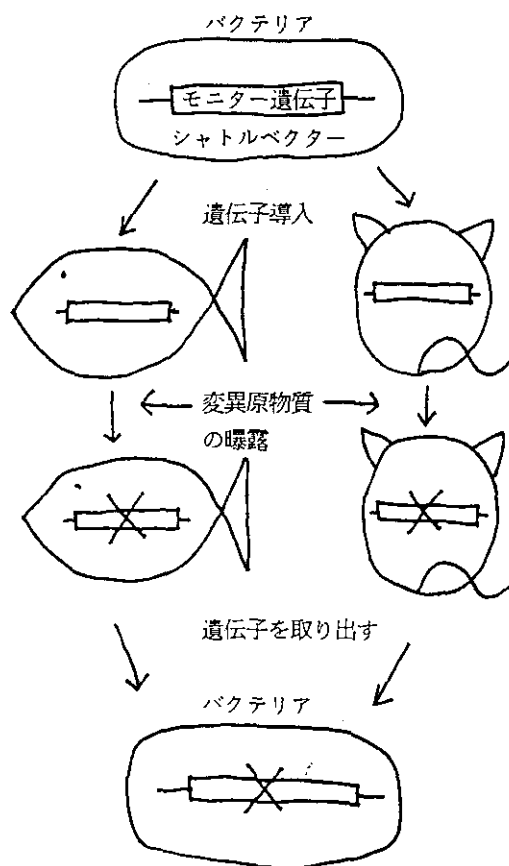 バクテリア
モニター遺伝子
シャトルベクター
遺伝子導入
変異原物質
の曝露
遺伝子を取り出す
バクテリア